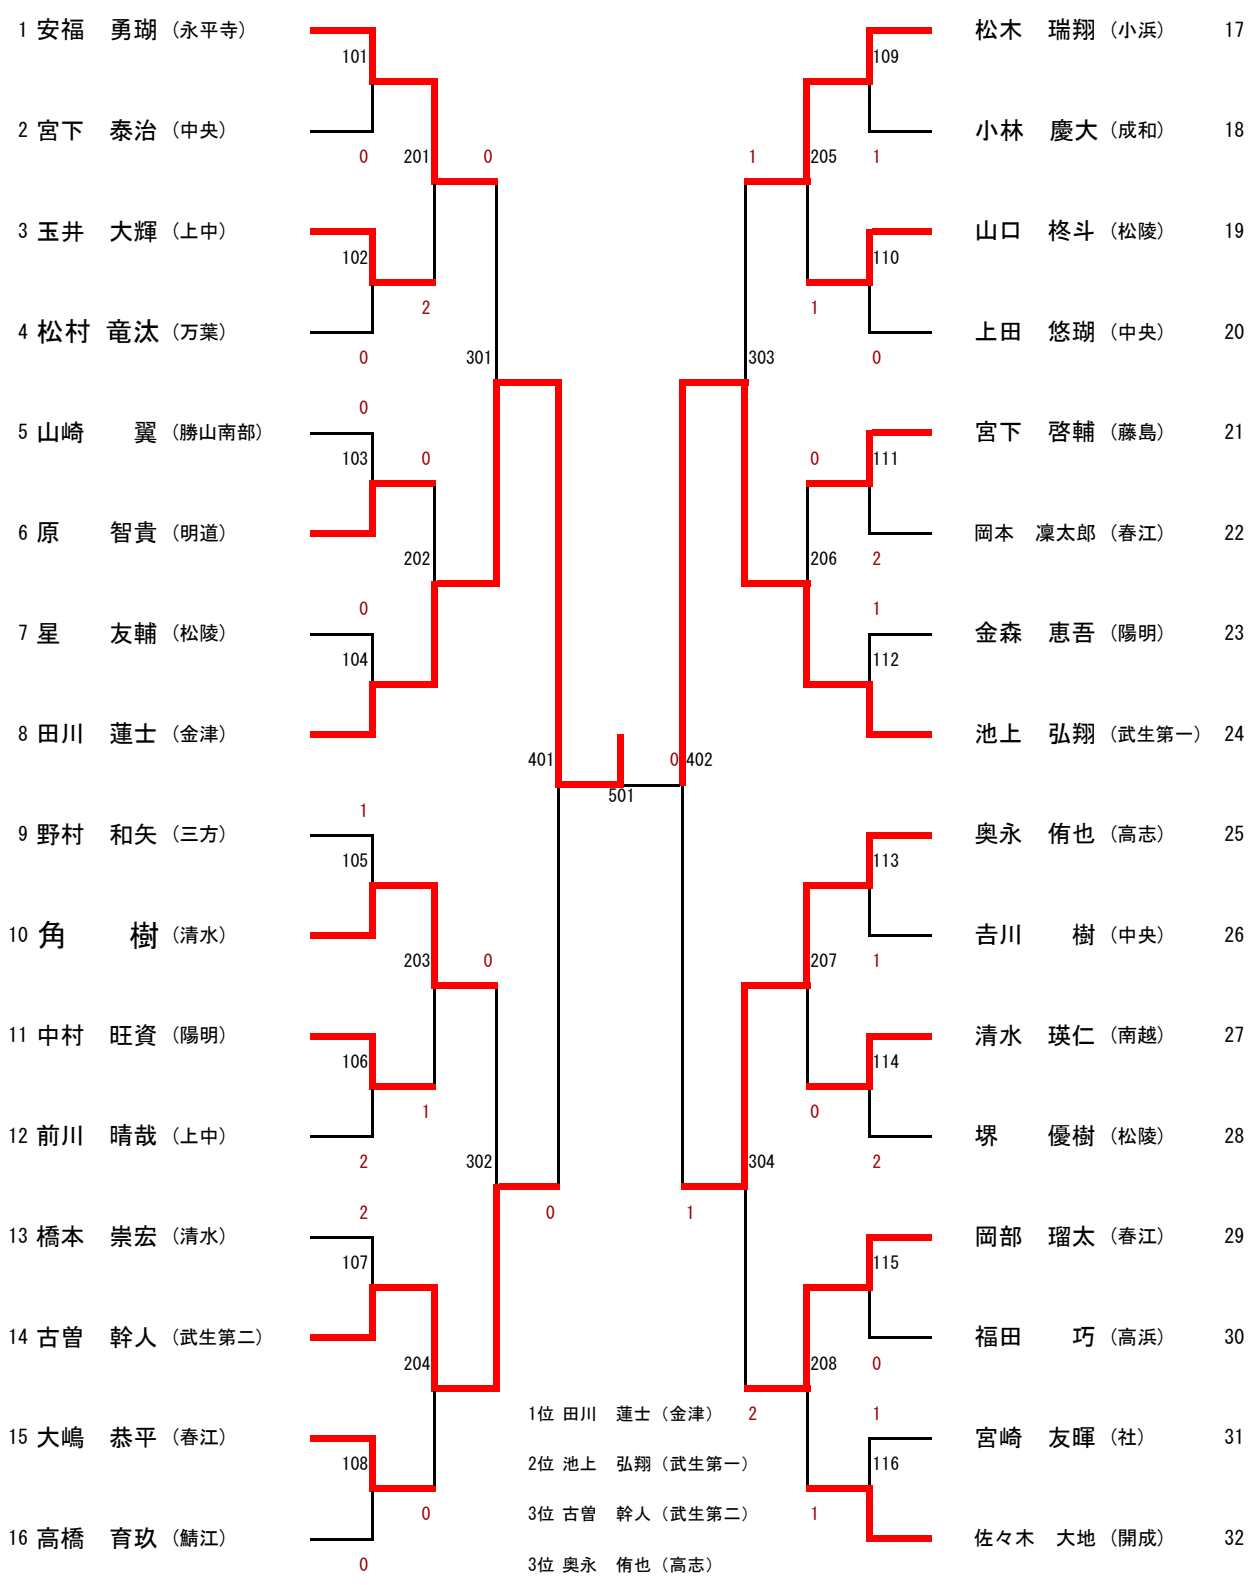 1 安福　勇瑚 (永平寺) 松木　瑞翔 (小浜) 17
101 109
2 宮下　泰治 (中央) 小林　慶大 (成和) 18
0 201 0 1 205 1
3 玉井　大輝 (上中) 山口　柊斗 (松陵) 19
102 110
2 1
4 松村 竜汰 (万葉) 上田　悠瑚 (中央) 20
0 301 303 0
0
5 山崎　翼 (勝山南部) 宮下　啓輔 (藤島) 21
103 0 0 111
6 原　智貴 (明道) 岡本　凜太郎 (春江) 22
202 206 2
0 1
7 星　友輔 (松陵) 金森　恵吾 (陽明) 23
104 112
8 田川　蓮士 (金津) 池上　弘翔 (武生第一) 24
401 0 402
501
1
9 野村　和矢 (三方) 奥永　侑也 (高志) 25
105 113
10 角　樹 (清水) 𠮷川　樹 (中央) 26
203 0 207 1
11 中村　旺資 (陽明) 清水　瑛仁 (南越) 27
106 114
1 0
12 前川　晴哉 (上中) 堺　優樹 (松陵) 28
2 302 304 2
2 0 1
13 橋本　崇宏 (清水) 岡部　瑠太 (春江) 29
107 115
14 古曽　幹人 (武生第二) 福田　巧 (高浜) 30
204 208 0
1位 田川　蓮士 (金津) 2 1
15 大嶋　恭平 (春江) 宮崎　友暉 (社) 31
108 2位 池上　弘翔 (武生第一) 116
0 3位 古曽　幹人 (武生第二) 1
16 高橋　育玖 (鯖江) 佐々木　大地 (開成) 32
0 3位 奥永　侑也 (高志)